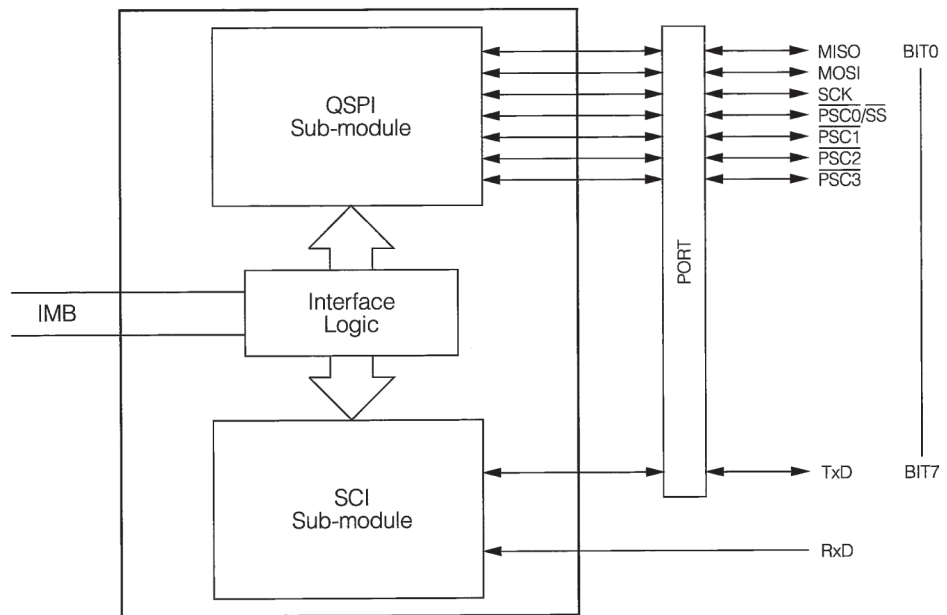 QSPI
Sub-module
MISO BIT0
MOSI
SCK
PSC0/SS
PSC1
PSC2
PSC3
PORT
IMB
Interface
Logic
SCI
Sub-module
TxD BIT7
RxD